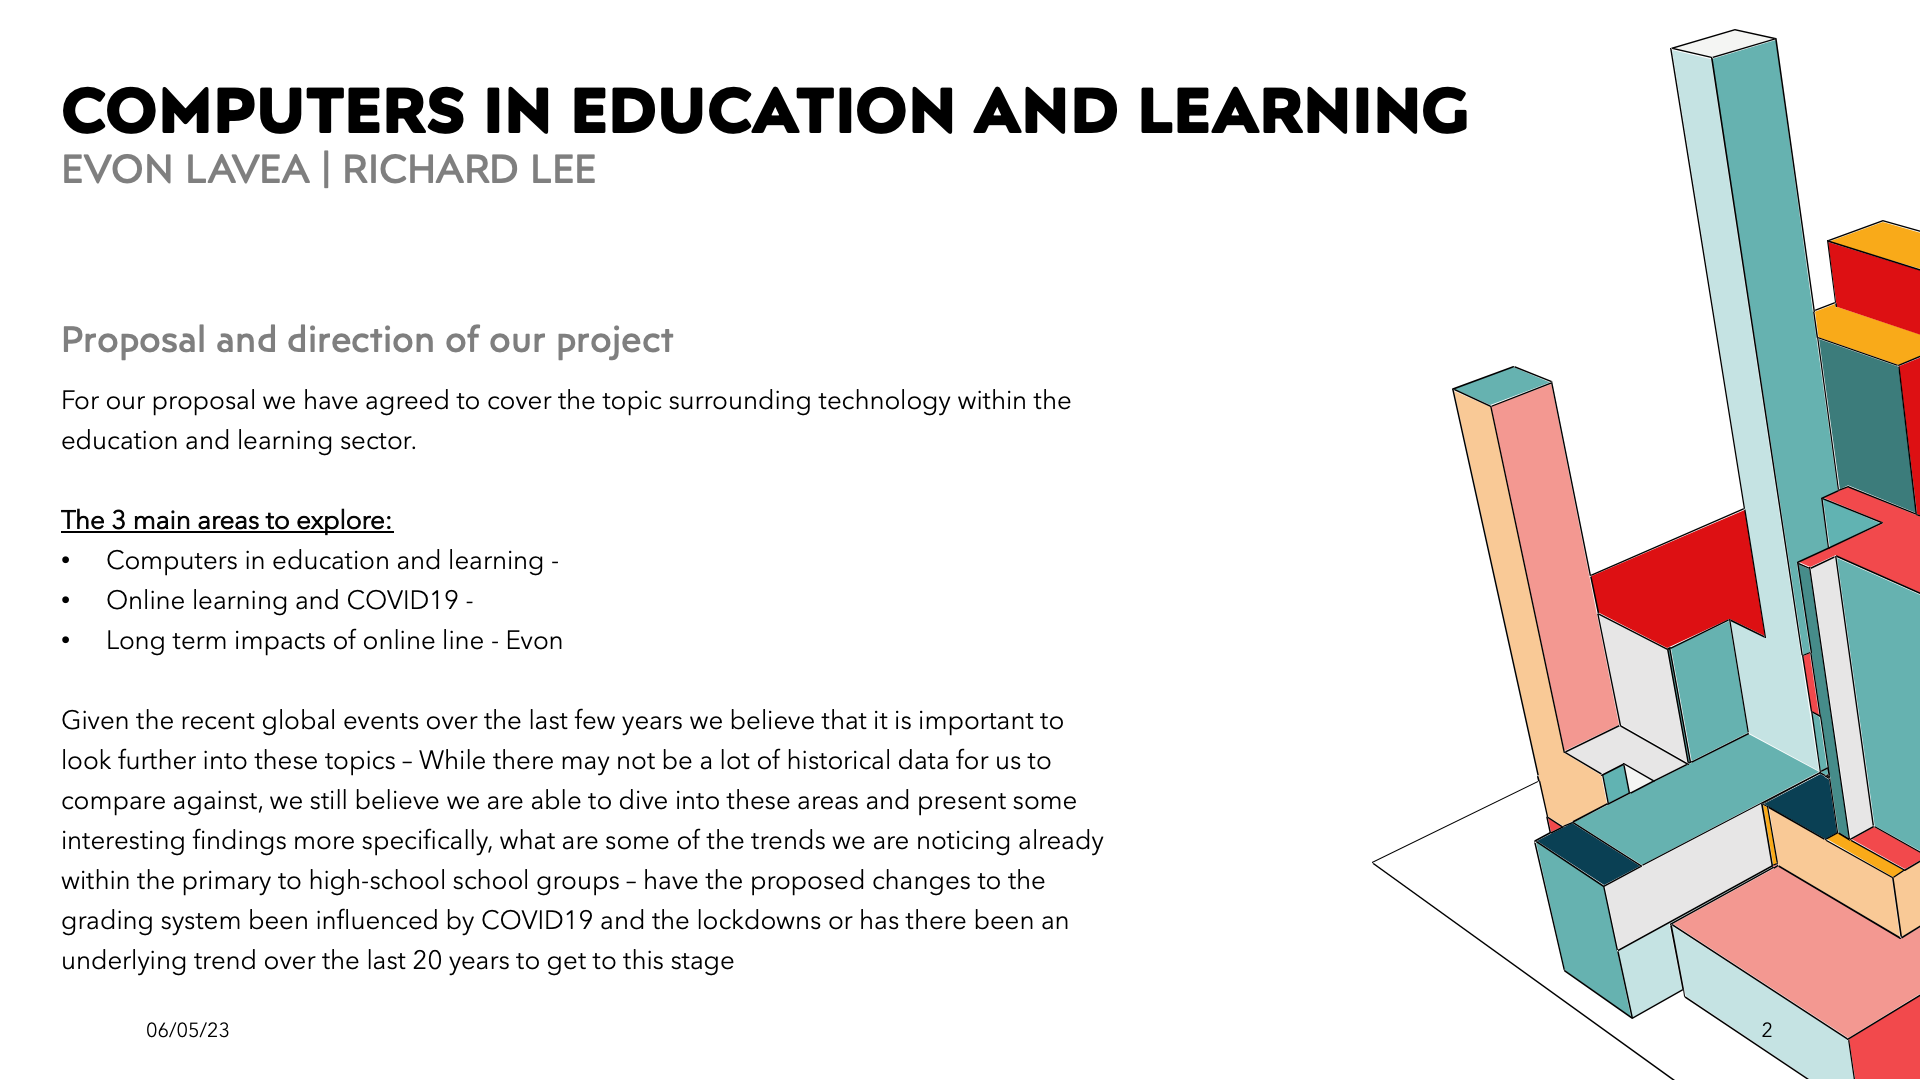 COMPUTERS IN EDUCATION AND LEARNING
EVON LAVEA | RICHARD LEE
Proposal and direction of our project
For our proposal we have agreed to cover the topic surrounding technology within the
education and learning sector.
The 3 main areas to explore:
• Computers in education and learning -
• Online learning and COVID19 -
• Long term impacts of online line - Evon
Given the recent global events over the last few years we believe that it is important to
look further into these topics – While there may not be a lot of historical data for us to
compare against, we still believe we are able to dive into these areas and present some
interesting findings more specifically, what are some of the trends we are noticing already
within the primary to high-school school groups – have the proposed changes to the
grading system been influenced by COVID19 and the lockdowns or has there been an
underlying trend over the last 20 years to get to this stage
06/05/23
2